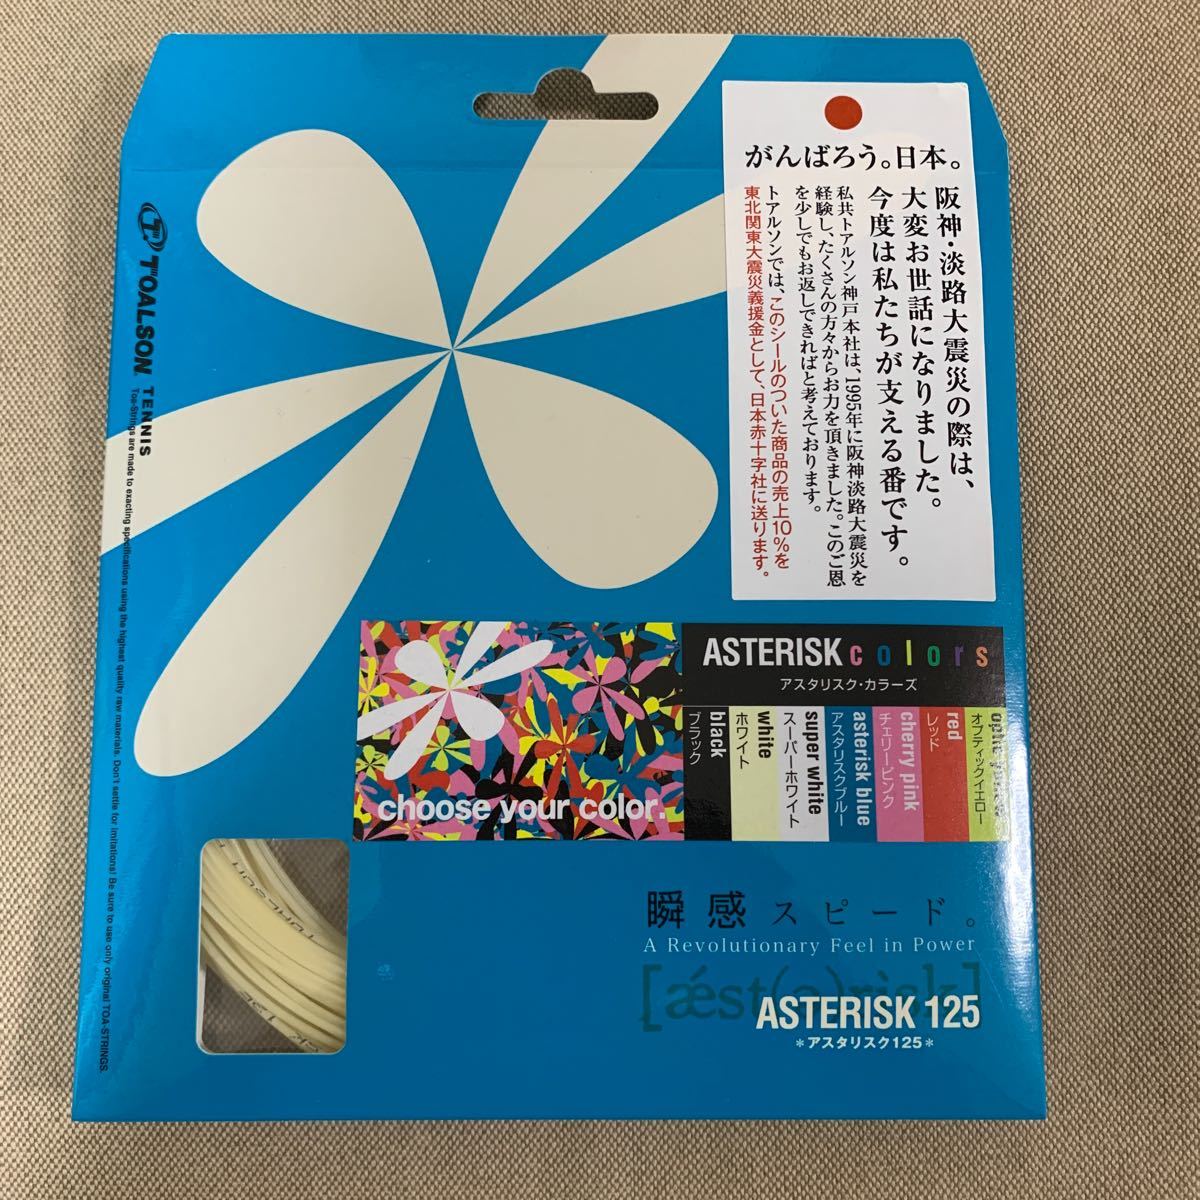 がんばろう。日本。
阪神・淡路大震災の際は、
大変お世話になりました。
今度は私たちが支える番です。
私共トアルソン神戸本社は、1995年に阪神淡路大震災を
経験し、たくさんの方々からお力を頂きました。このご恩
を少しでもお返しできればと考えております。
トアルソンでは、このシールのついた商品の売上10%を
東北関東大震災義援金として、日本赤十字社に送ります。
TOALSON TENNIS
Toa-Strings are made to exacting specifications using the highest quality raw materials. Don't settle for imitations! Be sure to use only original TOA-STRINGS.
choose your color.
ASTERISK colors
アスタリスク・カラーズ
black
ブラック
white
ホワイト
super white
スーパーホワイト
asterisk blue
アスタリスクブルー
cherry pink
チェリーピンク
red
レッド
オプティックイエロー
瞬感スピード。
A Revolutionary Feel in Power
ASTERISK 125
*アスタリスク125*
TOALSON